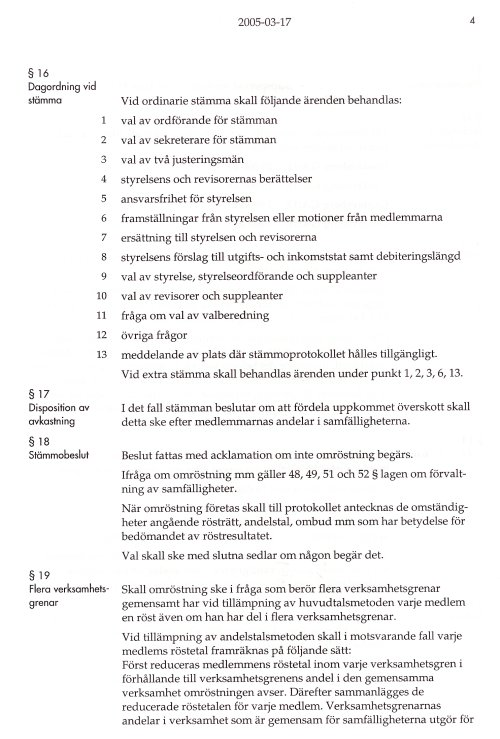 2005-03-17 4
§ 16
Dagordning vid
stämma Vid ordinarie stämma skall följande ärenden behandlas:
1 val av ordförande för stämman
2 val av sekreterare för stämman
3 val av två justeringsmän
4 styrelsens och revisorernas berättelser
5 ansvarsfrihet för styrelsen
6 framställningar från styrelsen eller motioner från medlemmarna
7 ersättning till styrelsen och revisorerna
8 styrelsens förslag till utgifts- och inkomststat samt debiteringslängd
9 val av styrelse, styrelseordförande och suppleanter
10 val av revisorer och suppleanter
11 fråga om val av valberedning
12 övriga frågor
13 meddelande av plats där stämmoprotokollet hålles tillgängligt.
Vid extra stämma skall behandlas ärenden under punkt 1, 2, 3, 6, 13.
§ 17
Disposition av I det fall stämman beslutar om att fördela uppkommet överskott skall
avkastning detta ske efter medlemmarnas andelar i samfälligheterna.
§ 18
Stämmobeslut Beslut fattas med acklamation om inte omröstning begärs.
Ifråga om omröstning mm gäller 48, 49, 51 och 52 § lagen om förvalt-
ning av samfälligheter.
När omröstning företas skall till protokollet antecknas de omständig-
heter angående rösträtt, andelstal, ombud mm som har betydelse för
bedömandet av röstresultatet.
Val skall ske med slutna sedlar om någon begär det.
§ 19
Flera verksamhets- Skall omröstning ske i fråga som berör flera verksamhetsgrenar
grenar gemensamt har vid tillämpning av huvudtalsmetoden varje medlem
en röst även om han har del i flera verksamhetsgrenar.
Vid tillämpning av andelstalsmetoden skall i motsvarande fall varje
medlems röstetal framräknas på följande sätt:
Först reduceras medlemmens röstetal inom varje verksamhetsgren i
förhållande till verksamhetsgrenens andel i den gemensamma
verksamhet omröstningen avser. Därefter sammanlägges de
reducerade röstetalen för varje medlem. Verksamhetsgrenarnas
andelar i verksamhet som är gemensam för samfälligheterna utgör för